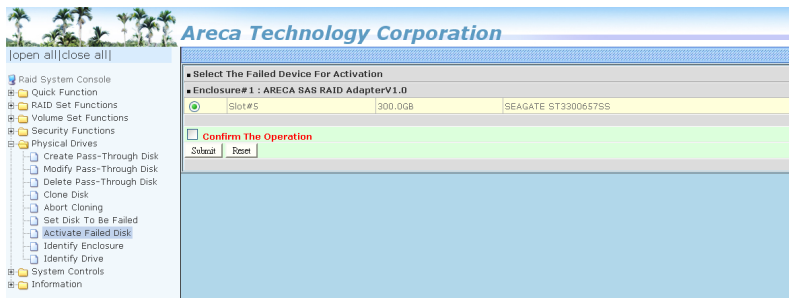 Areca Technology Corporation
|open all|close all|
Raid System Console
Quick Function
RAID Set Functions
Volume Set Functions
Security Functions
Physical Drives
Create Pass-Through Disk
Modify Pass-Through Disk
Delete Pass-Through Disk
Clone Disk
Abort Cloning
Set Disk To Be Failed
Activate Failed Disk
Identify Enclosure
Identify Drive
System Controls
Information
Select The Failed Device For Activation
Enclosure#1 : ARECA SAS RAID AdapterV1.0
Slot#5 300.0GB SEAGATE ST3300657SS
Confirm The Operation
Submit Reset